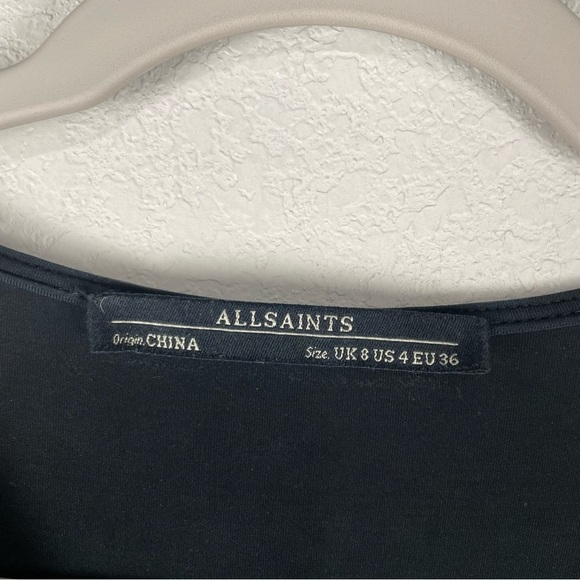 ALLSAINTS
Origin. CHINA
Size. UK 8 US 4 EU 36